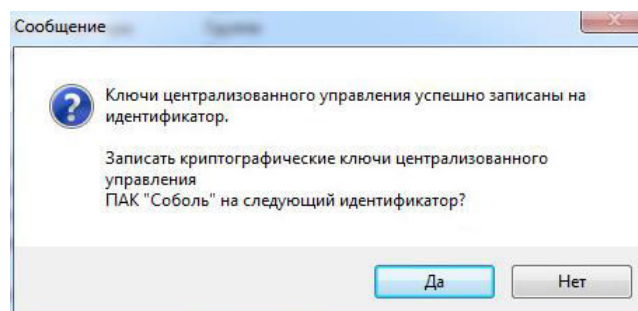 Сообщение
Ключи централизованного управления успешно записаны на
идентификатор.
Записать криптографические ключи централизованного
управления
ПАК "Соболь" на следующий идентификатор?
Да
Нет